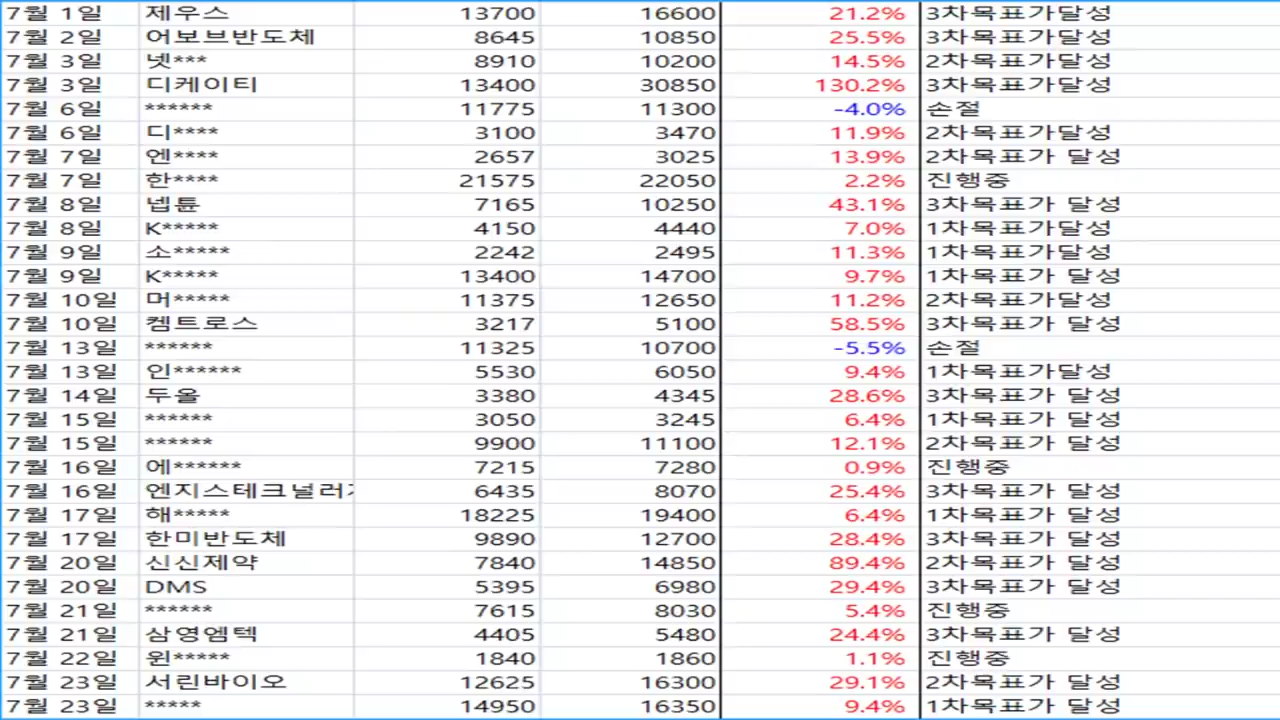 7월 1일 제우스 13700 16600 21.2% 3차목표가달성
7월 2일 어보브반도체 8645 10850 25.5% 3차목표가달성
7월 3일 넷*** 8910 10200 14.5% 2차목표가달성
7월 3일 디케이티 13400 30850 130.2% 3차목표가달성
7월 6일 ****** 11775 11300 -4.0% 손절
7월 6일 디**** 3100 3470 11.9% 2차목표가달성
7월 7일 엔**** 2657 3025 13.9% 2차목표가 달성
7월 7일 한**** 21575 22050 2.2% 진행중
7월 8일 넵튠 7165 10250 43.1% 3차목표가 달성
7월 8일 K***** 4150 4440 7.0% 1차목표가달성
7월 9일 소***** 2242 2495 11.3% 1차목표가달성
7월 9일 K***** 13400 14700 9.7% 1차목표가 달성
7월 10일 머***** 11375 12650 11.2% 2차목표가달성
7월 10일 켐트로스 3217 5100 58.5% 3차목표가 달성
7월 13일 ****** 11325 10700 -5.5% 손절
7월 13일 인****** 5530 6050 9.4% 1차목표가달성
7월 14일 두올 3380 4345 28.6% 3차목표가 달성
7월 15일 ****** 3050 3245 6.4% 1차목표가 달성
7월 15일 ****** 9900 11100 12.1% 2차목표가 달성
7월 16일 에****** 7215 7280 0.9% 진행중
7월 16일 엔지스테크널러 6435 8070 25.4% 3차목표가 달성
7월 17일 해***** 18225 19400 6.4% 1차목표가 달성
7월 17일 한미반도체 9890 12700 28.4% 3차목표가 달성
7월 20일 신신제약 7840 14850 89.4% 2차목표가 달성
7월 20일 DMS 5395 6980 29.4% 3차목표가 달성
7월 21일 ****** 7615 8030 5.4% 진행중
7월 21일 삼영엠텍 4405 5480 24.4% 3차목표가 달성
7월 22일 윈***** 1840 1860 1.1% 진행중
7월 23일 서린바이오 12625 16300 29.1% 2차목표가 달성
7월 23일 ***** 14950 16350 9.4% 1차목표가 달성